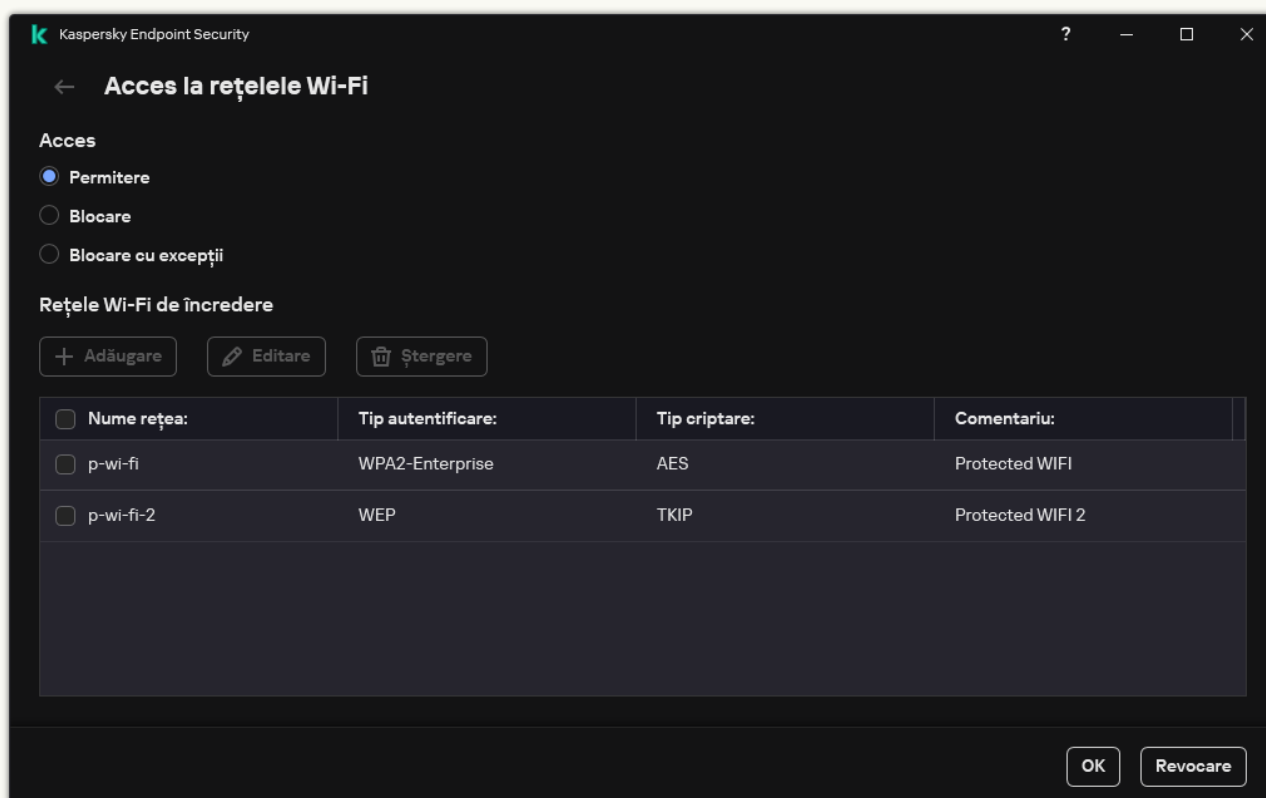 Kaspersky Endpoint Security ?
Acces la rețelele Wi-Fi
Acces
Permitere
Blocare
Blocare cu excepții
Rețele Wi-Fi de încredere
Adăugare Editare Ștergere
Nume rețea: Tip autentificare: Tip criptare: Comentariu:
p-wi-fi WPA2-Enterprise AES Protected WIFI
p-wi-fi-2 WEP TKIP Protected WIFI 2
OK Revocare